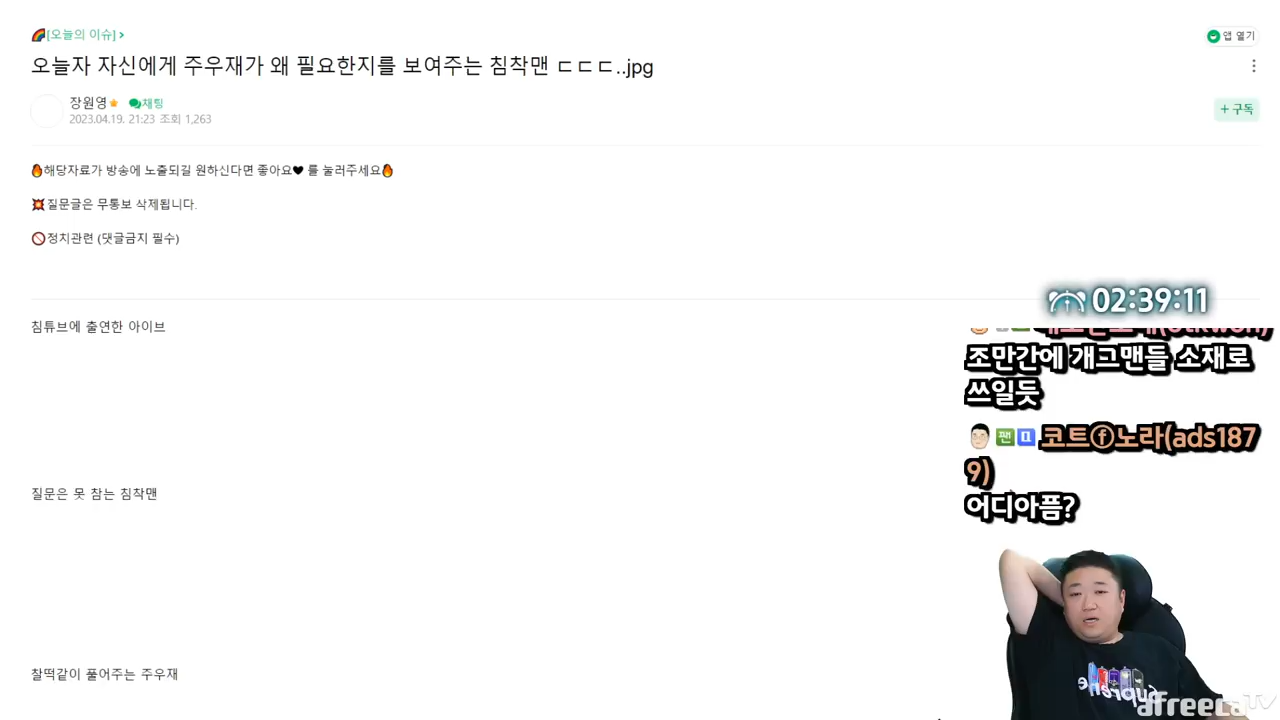 [오늘의 이슈] >
앱 열기
오늘자 자신에게 주우재가 왜 필요한지를 보여주는 침착맨 ㄷㄷㄷ..jpg
장원영 채팅
2023.04.19. 21:23 조회 1,263
+ 구독
🔥해당자료가 방송에 노출되길 원하신다면 좋아요🖤 를 눌러주세요🔥
💥질문글은 무통보 삭제됩니다.
🚫정치관련 (댓글금지 필수)
02:39:11
침튜브에 출연한 아이브
조만간에 개그맨들 소재로
쓰일듯
팬 코트ⓕ노라(ads187
9)
어디아픔?
질문은 못 참는 침착맨
찰떡같이 풀어주는 주우재
Supreme
afreecaTV